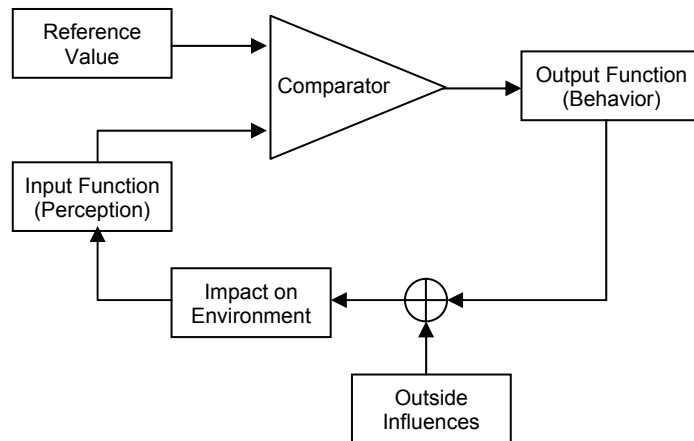 Reference
Value
Comparator
Output Function
(Behavior)
Input Function
(Perception)
Impact on
Environment
Outside
Influences